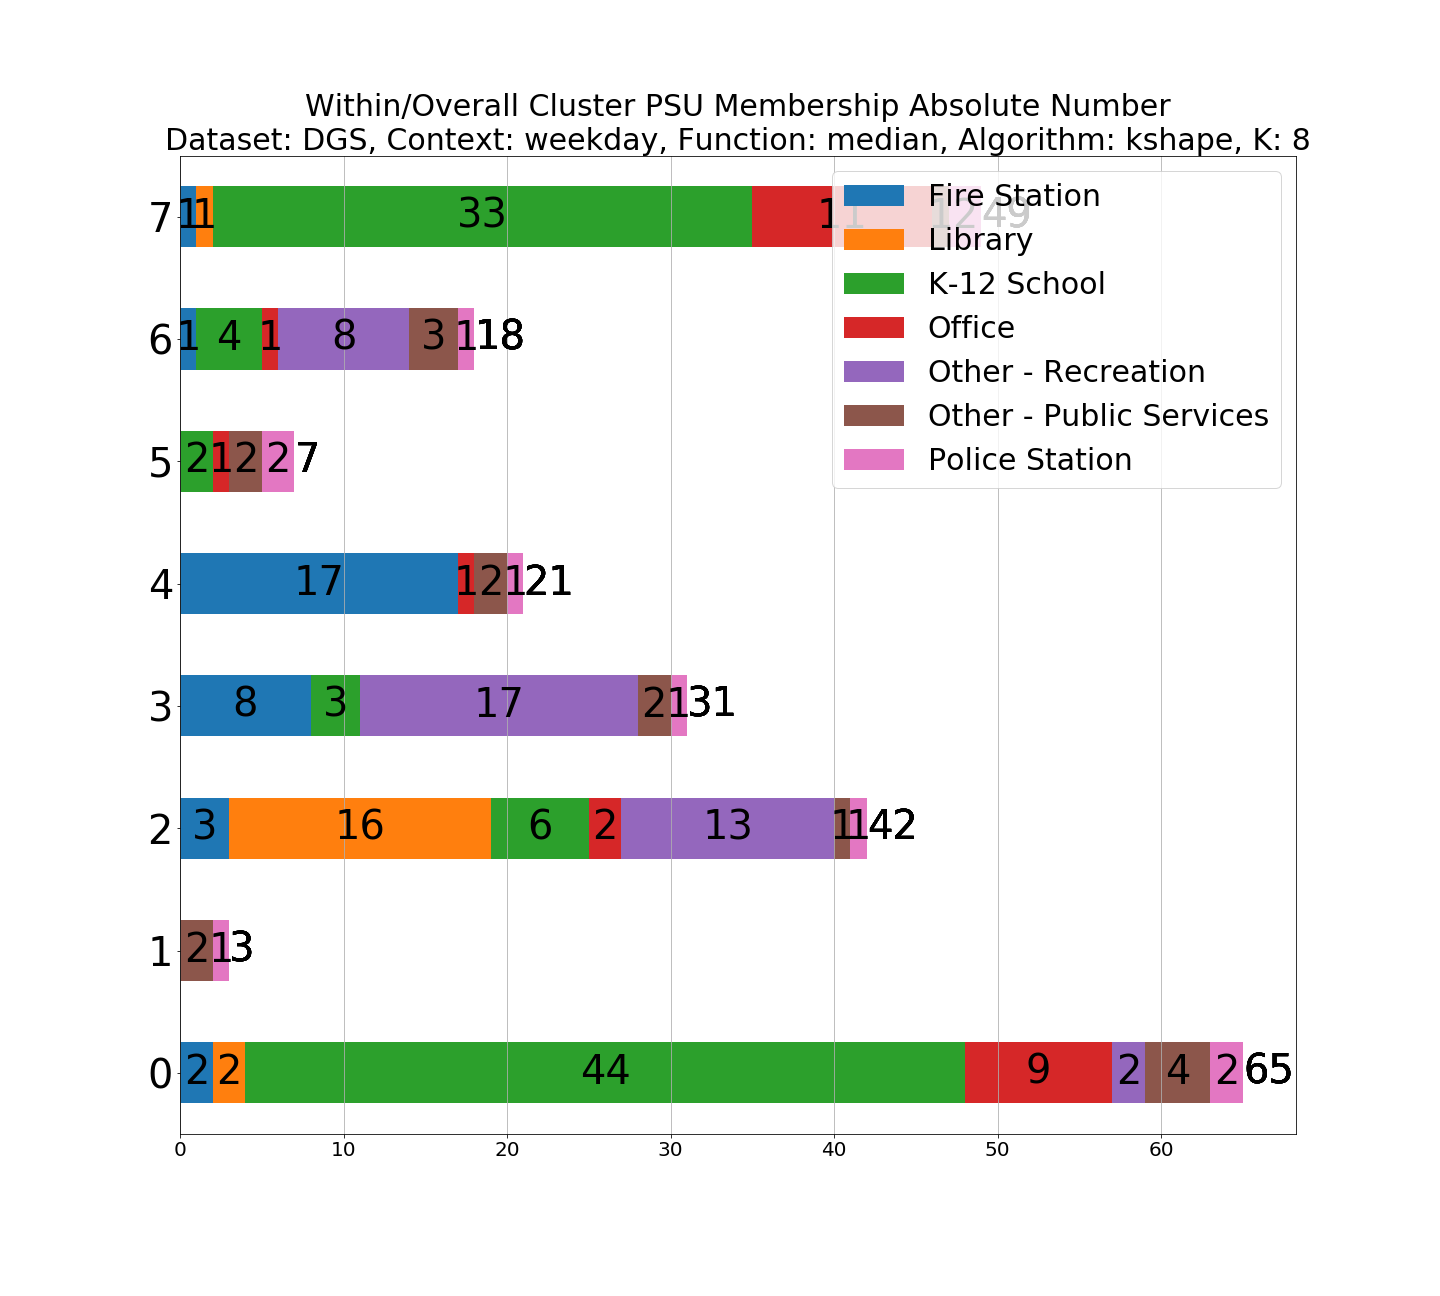 Within/Overall Cluster PSU Membership Absolute Number
Dataset: DGS, Context: weekday, Function: median, Algorithm: kshape, K: 8
7 1 1 33 11 1 2 49
6 1 4 1 8 3 1 18
5 2 1 2 2 7
4 17 1 2 1 21
3 8 3 17 2 1 31
2 3 16 6 2 13 1 1 42
1 2 1 3
0 2 2 44 9 2 4 2 65
0 10 20 30 40 50 60
Fire Station
Library
K-12 School
Office
Other - Recreation
Other - Public Services
Police Station